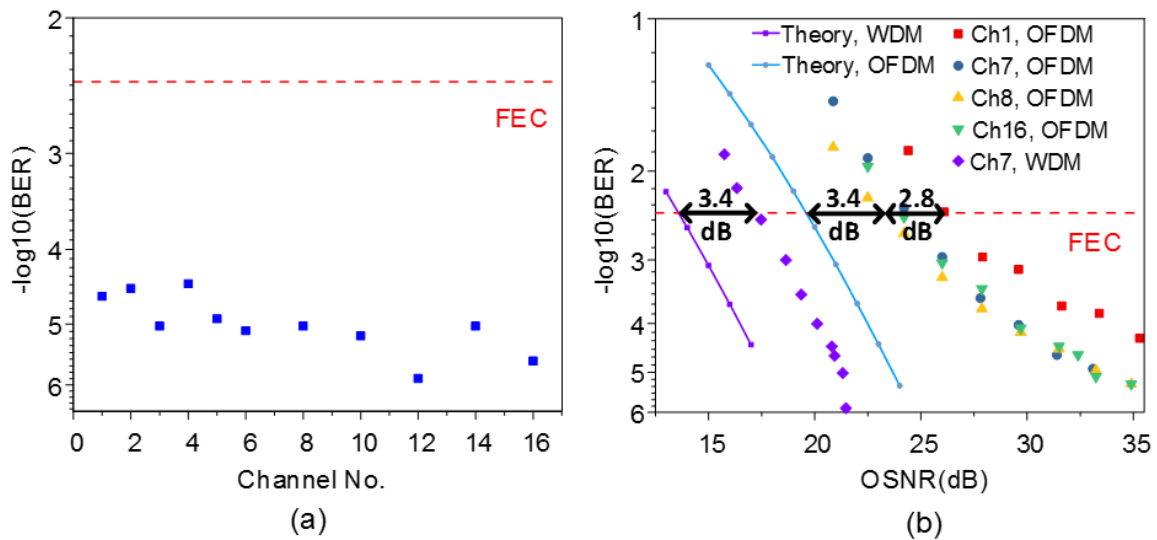 2
3
4
5
6
-log10(BER)
FEC
0 2 4 6 8 10 12 14 16
Channel No.
(a)
1
2
3
4
5
6
-log10(BER)
Theory, WDM
Theory, OFDM
Ch1, OFDM
Ch7, OFDM
Ch8, OFDM
Ch16, OFDM
Ch7, WDM
3.4
dB
3.4
dB
2.8
dB
FEC
15 20 25 30 35
OSNR(dB)
(b)